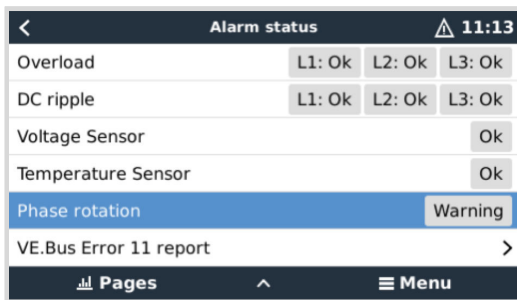 Alarm status 11:13
Overload L1: Ok L2: Ok L3: Ok
DC ripple L1: Ok L2: Ok L3: Ok
Voltage Sensor Ok
Temperature Sensor Ok
Phase rotation Warning
VE.Bus Error 11 report
Pages Menu